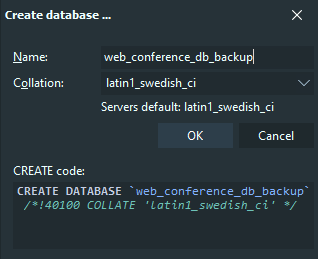 Create database ...
Name:
web_conference_db_backup
Collation:
latin1_swedish_ci
Servers default: latin1_swedish_ci
OK
Cancel
CREATE code:
CREATE DATABASE `web_conference_db_backup`
/*!40100 COLLATE 'latin1_swedish_ci' */